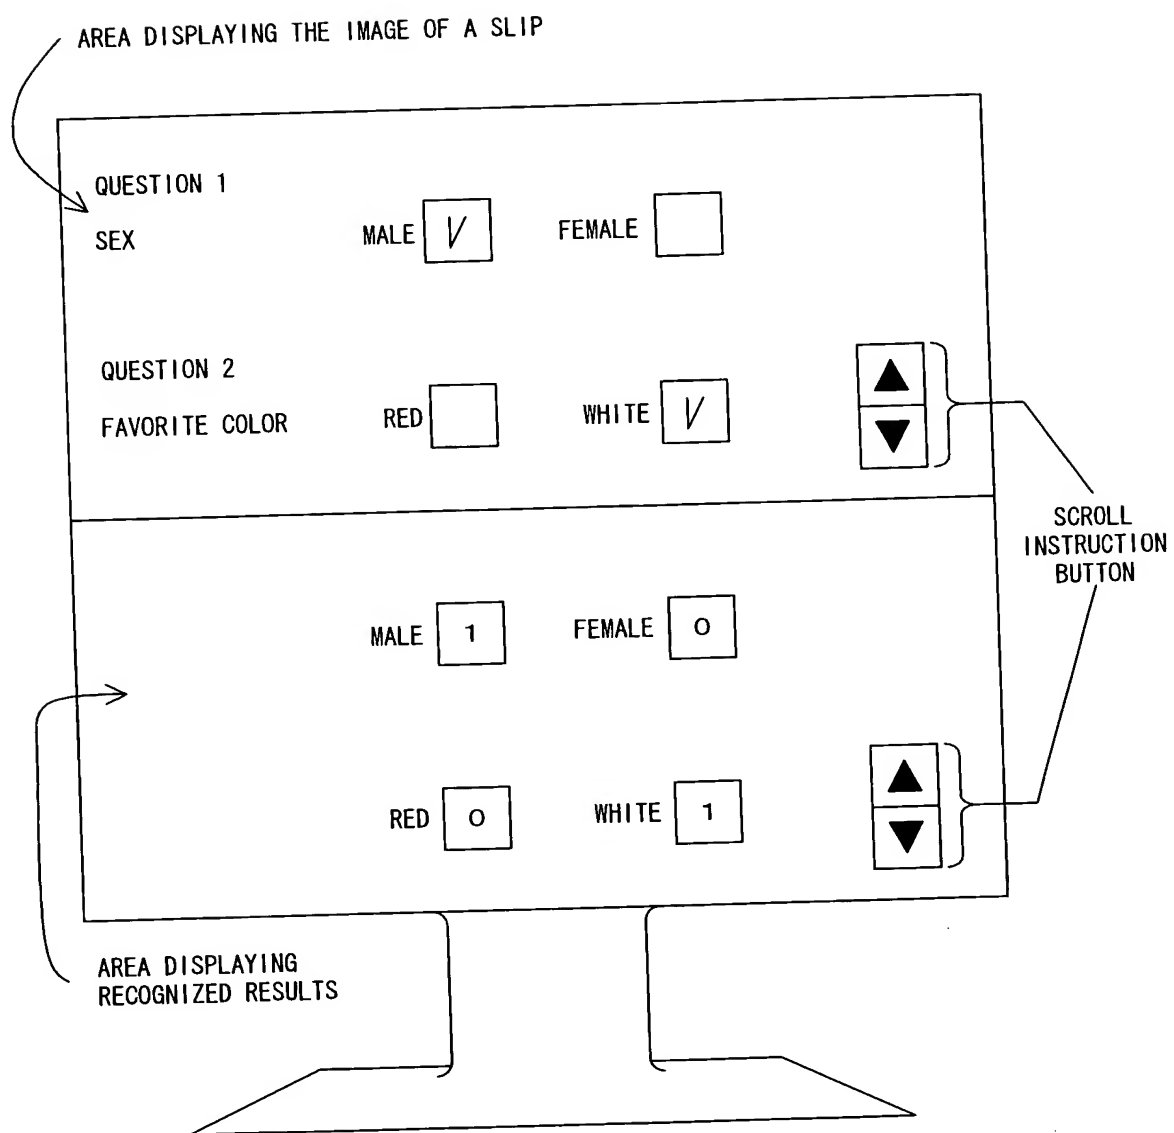 AREA DISPLAYING THE IMAGE OF A SLIP
QUESTION 1
SEX MALE V FEMALE
QUESTION 2
FAVORITE COLOR RED WHITE V
SCROLL
INSTRUCTION
BUTTON
MALE 1 FEMALE 0
RED 0 WHITE 1
AREA DISPLAYING
RECOGNIZED RESULTS